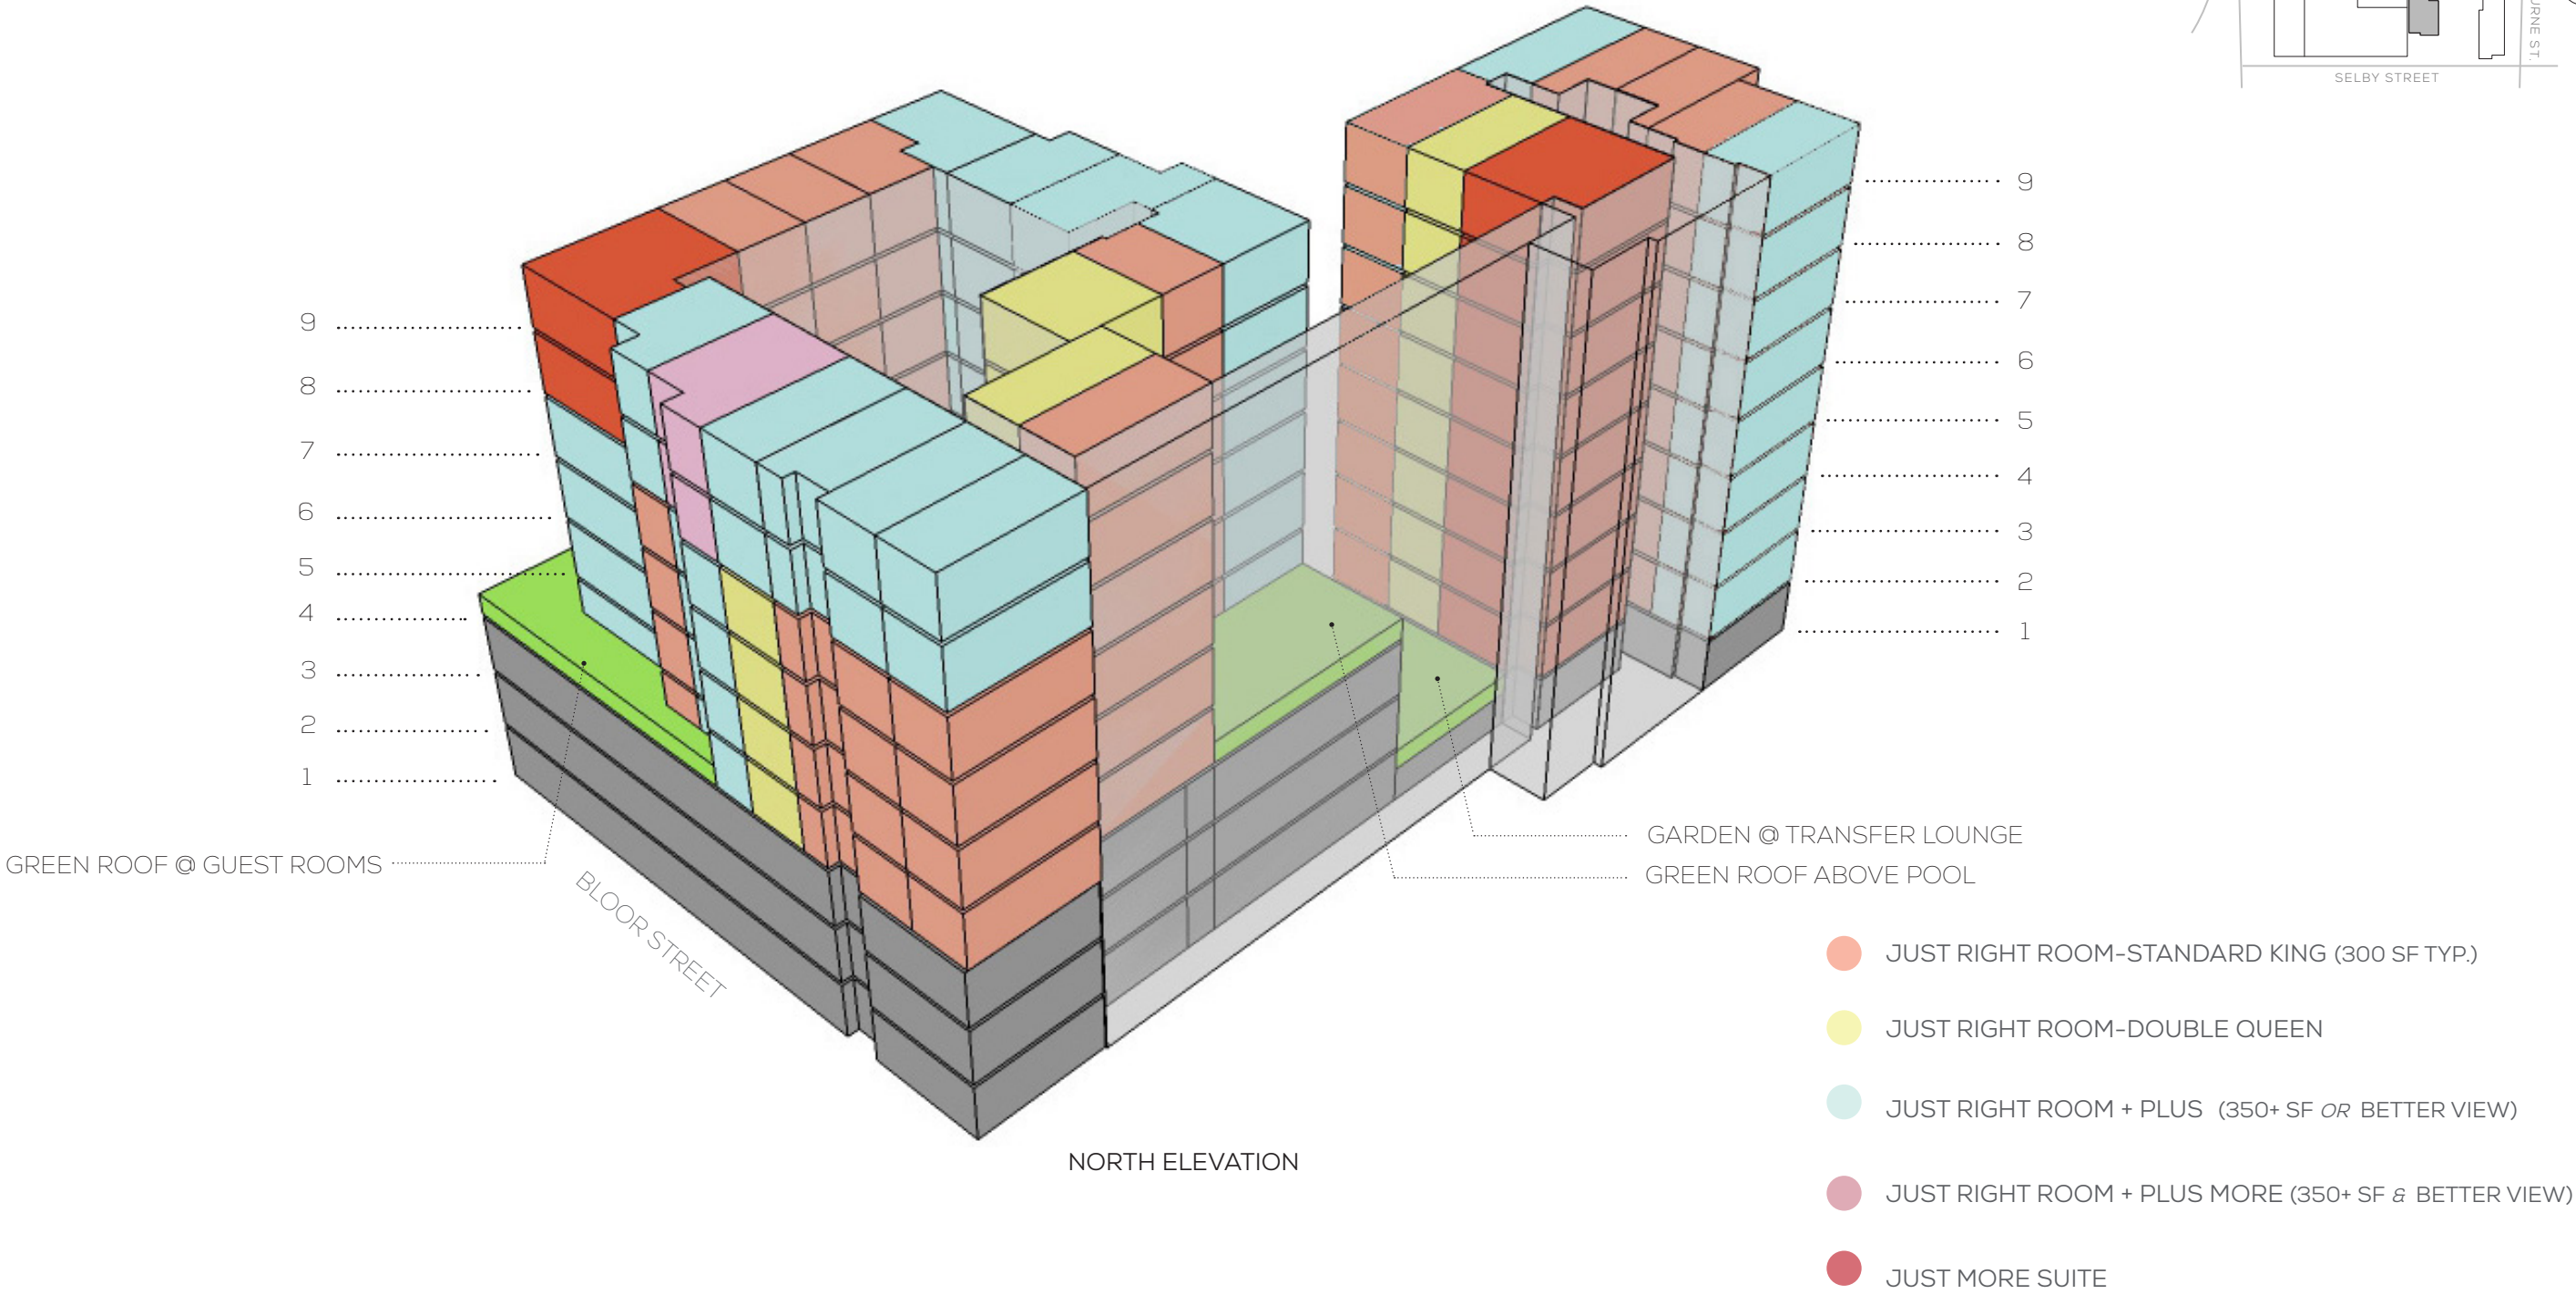 URNE ST.
SELBY STREET
9
8
7
6
5
4
3
2
1
9
8
7
6
5
4
3
2
1
GREEN ROOF @ GUEST ROOMS
BLOOR STREET
GARDEN @ TRANSFER LOUNGE
GREEN ROOF ABOVE POOL
NORTH ELEVATION
JUST RIGHT ROOM-STANDARD KING (300 SF TYP.)
JUST RIGHT ROOM-DOUBLE QUEEN
JUST RIGHT ROOM + PLUS (350+ SF OR BETTER VIEW)
JUST RIGHT ROOM + PLUS MORE (350+ SF & BETTER VIEW)
JUST MORE SUITE